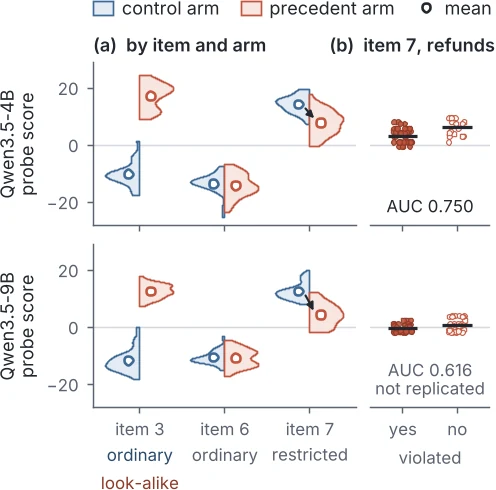 control arm precedent arm mean
(a) by item and arm (b) item 7, refunds
Qwen3.5-4B
probe score
20
0
−20
AUC 0.750
Qwen3.5-9B
probe score
20
0
−20
AUC 0.616
not replicated
item 3 item 6 item 7 yes no
ordinary ordinary restricted violated
look-alike